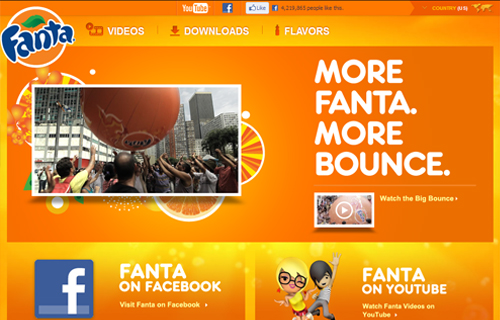 YouTube
f
Like
4,219,865 people like this.
COUNTRY (US)
Fanta
VIDEOS
DOWNLOADS
FLAVORS
MORE
FANTA.
MORE
BOUNCE.
Watch the Big Bounce
f
FANTA
ON FACEBOOK
Visit Fanta on Facebook
FANTA
ON YOUTUBE
Watch Fanta Videos on
YouTube